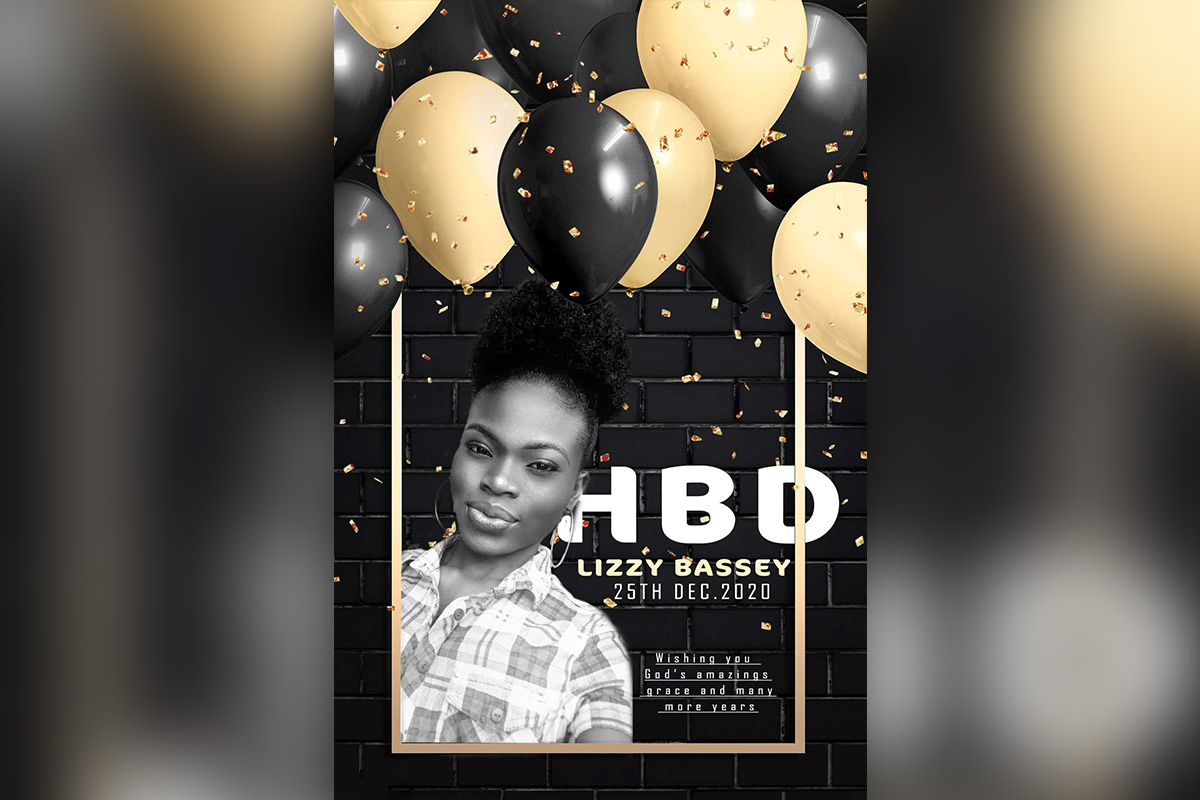 HBD
LIZZY BASSEY
25TH DEC.2020
Wishing you
God's amazings
grace and many
more years